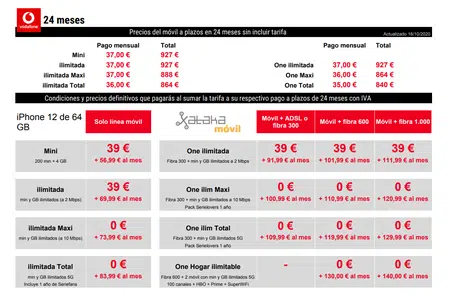 vodafone
24 meses
Precios del móvil a plazos en 24 meses sin incluir tarifa
Actualizado 16/10/2020
Pago mensual Total Pago mensual Total
Mini 37,00 € 927 €
ilimitada 37,00 € 927 € One ilimitada 37,00 € 927 €
ilimitada Maxi 37,00 € 888 € One Maxi 36,00 € 864 €
ilimitada Total 36,00 € 864 € One Total 35,00 € 840 €
Condiciones y precios definitivos que pagarás al sumar la tarifa a su respectivo pago a plazos de 24 meses con IVA
iPhone 12 de 64 GB
Solo línea móvil
Xataka móvil
Móvil + ADSL o fibra 300
Móvil + fibra 600
Móvil + fibra 1.000
Mini 39 € One ilimitada 39 € 39 € 39 €
200 min + 4 GB + 56,99 € al mes Fibra 300 + min y GB ilimitados a 2 Mbps) + 91,99 € al mes + 101,99 € al mes + 111,99 € al mes
ilimitada 39 € One ilim Maxi 0 € 0 € 0 €
min y GB ilimitados (a 2 Mbps) + 69,99 € al mes Fibra 300 + min y GB ilimitados a 10 Mbps) + 100,99 € al mes + 110,99 € al mes + 120,99 € al mes
Pack Serielovers 1 año
ilimitada Maxi 0 € One ilim Total 0 € 0 € 0 €
min y GB ilimitados (a 10 Mbps) + 73,99 € al mes Fibra 300 + min y GB ilimitados 5G + 109,99 € al mes + 119,99 € al mes + 129.99 € al mes
Pack Serielovers 1 año
ilimitada Total 0 € One Hogar ilimitable - 0 € 0 €
min y GB ilimitados 5G + 83,99 € al mes Fibra 600 + 2 móvil con min y GB ilimitados 5G + 130,00 € al mes + 140,00 € al mes
Incluye 1 año de Seriefans 100 canales + HBO + Prime + SuperWiFi